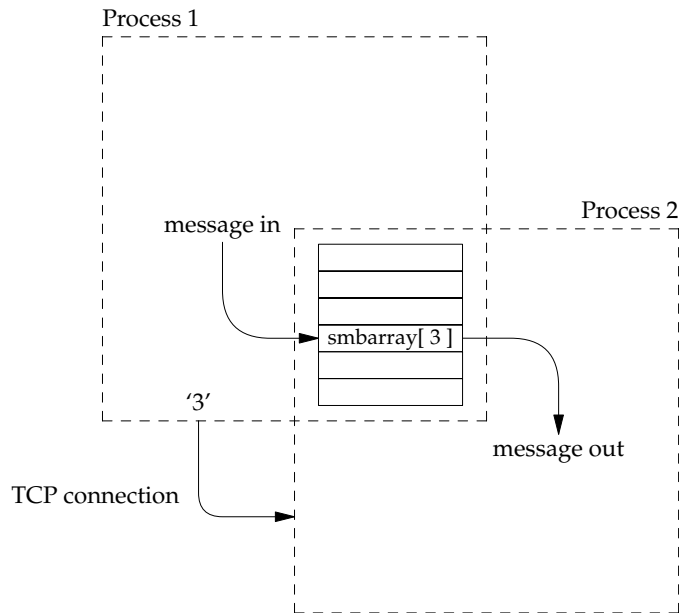 Process 1
message in
Process 2
smbarray[ 3 ]
‘3’
message out
TCP connection